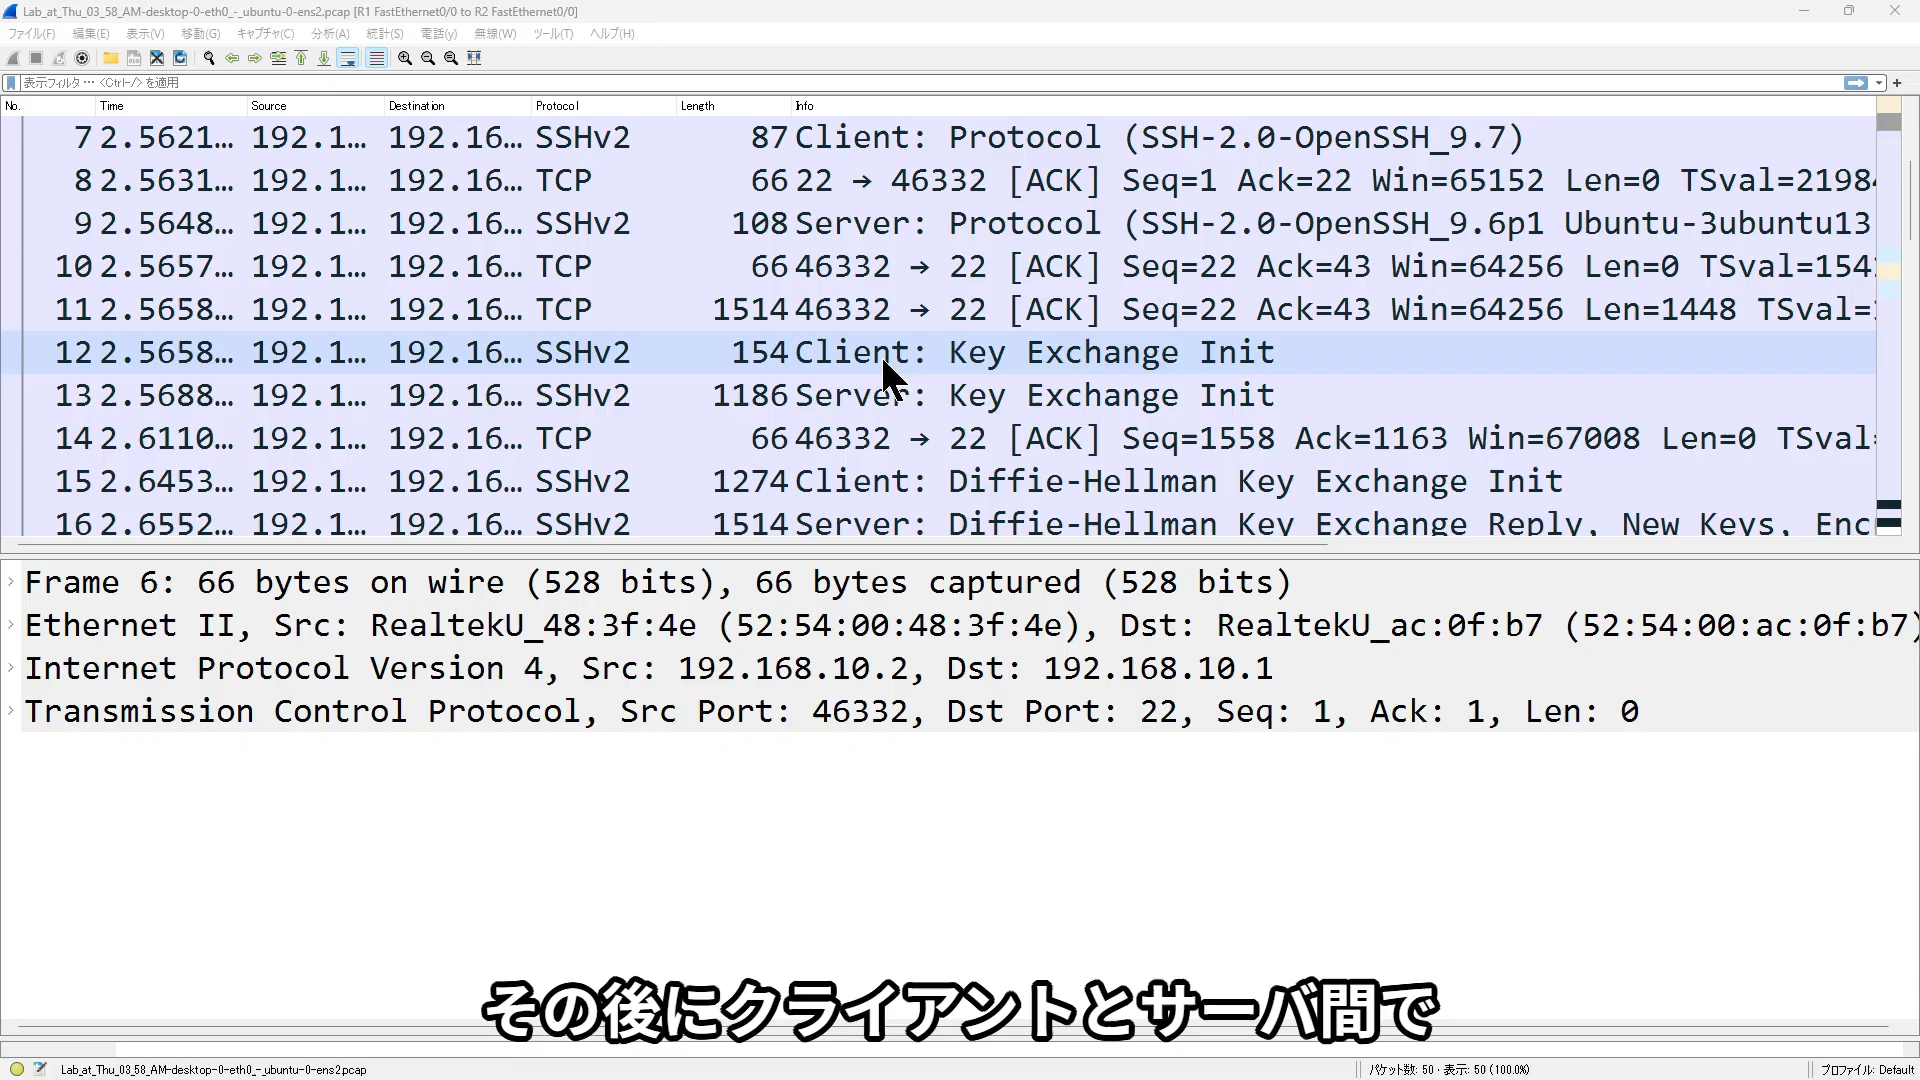 Lab_at_Thu_03_58_AM-desktop-0-eth0_-_ubuntu-0-ens2.pcap [R1 FastEthernet0/0 to R2 FastEthernet0/0]
ファイル(F) 編集(E) 表示(V) 移動(G) キャプチャ(C) 分析(A) 統計(S) 電話(y) 無線(W) ツール(T) ヘルプ(H)
表示フィルタ … <Ctrl-/> を適用
No. Time Source Destination Protocol Length Info
7 2.5621… 192.1… 192.16… SSHv2 87 Client: Protocol (SSH-2.0-OpenSSH_9.7)
8 2.5631… 192.1… 192.16… TCP 66 22 → 46332 [ACK] Seq=1 Ack=22 Win=65152 Len=0 TSval=2198
9 2.5648… 192.1… 192.16… SSHv2 108 Server: Protocol (SSH-2.0-OpenSSH_9.6p1 Ubuntu-3ubuntu13
10 2.5657… 192.1… 192.16… TCP 66 46332 → 22 [ACK] Seq=22 Ack=43 Win=64256 Len=0 TSval=154
11 2.5658… 192.1… 192.16… TCP 1514 46332 → 22 [ACK] Seq=22 Ack=43 Win=64256 Len=1448 TSval=
12 2.5658… 192.1… 192.16… SSHv2 154 Client: Key Exchange Init
13 2.5688… 192.1… 192.16… SSHv2 1186 Server: Key Exchange Init
14 2.6110… 192.1… 192.16… TCP 66 46332 → 22 [ACK] Seq=1558 Ack=1163 Win=67008 Len=0 TSval
15 2.6453… 192.1… 192.16… SSHv2 1274 Client: Diffie-Hellman Key Exchange Init
16 2.6552… 192.1… 192.16… SSHv2 1514 Server: Diffie-Hellman Key Exchange Reply, New Keys, Enc
Frame 6: 66 bytes on wire (528 bits), 66 bytes captured (528 bits)
Ethernet II, Src: RealtekU_48:3f:4e (52:54:00:48:3f:4e), Dst: RealtekU_ac:0f:b7 (52:54:00:ac:0f:b7)
Internet Protocol Version 4, Src: 192.168.10.2, Dst: 192.168.10.1
Transmission Control Protocol, Src Port: 46332, Dst Port: 22, Seq: 1, Ack: 1, Len: 0
その後にクライアントとサーバ間で
Lab_at_Thu_03_58_AM-desktop-0-eth0_-_ubuntu-0-ens2.pcap パケット数: 50 · 表示: 50 (100.0%) プロファイル: Default